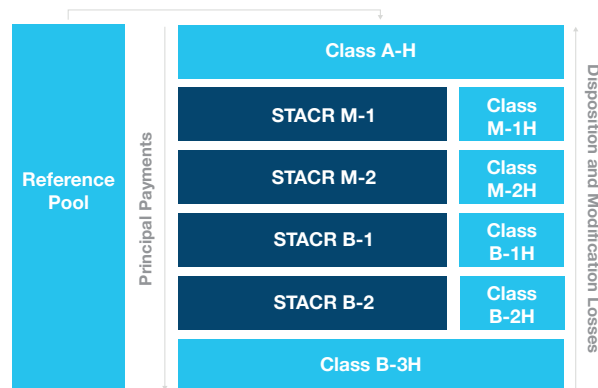 Reference
Pool
Principal Payments
Class A-H
STACR M-1
Class
M-1H
STACR M-2
Class
M-2H
STACR B-1
Class
B-1H
STACR B-2
Class
B-2H
Class B-3H
Disposition and Modification Losses